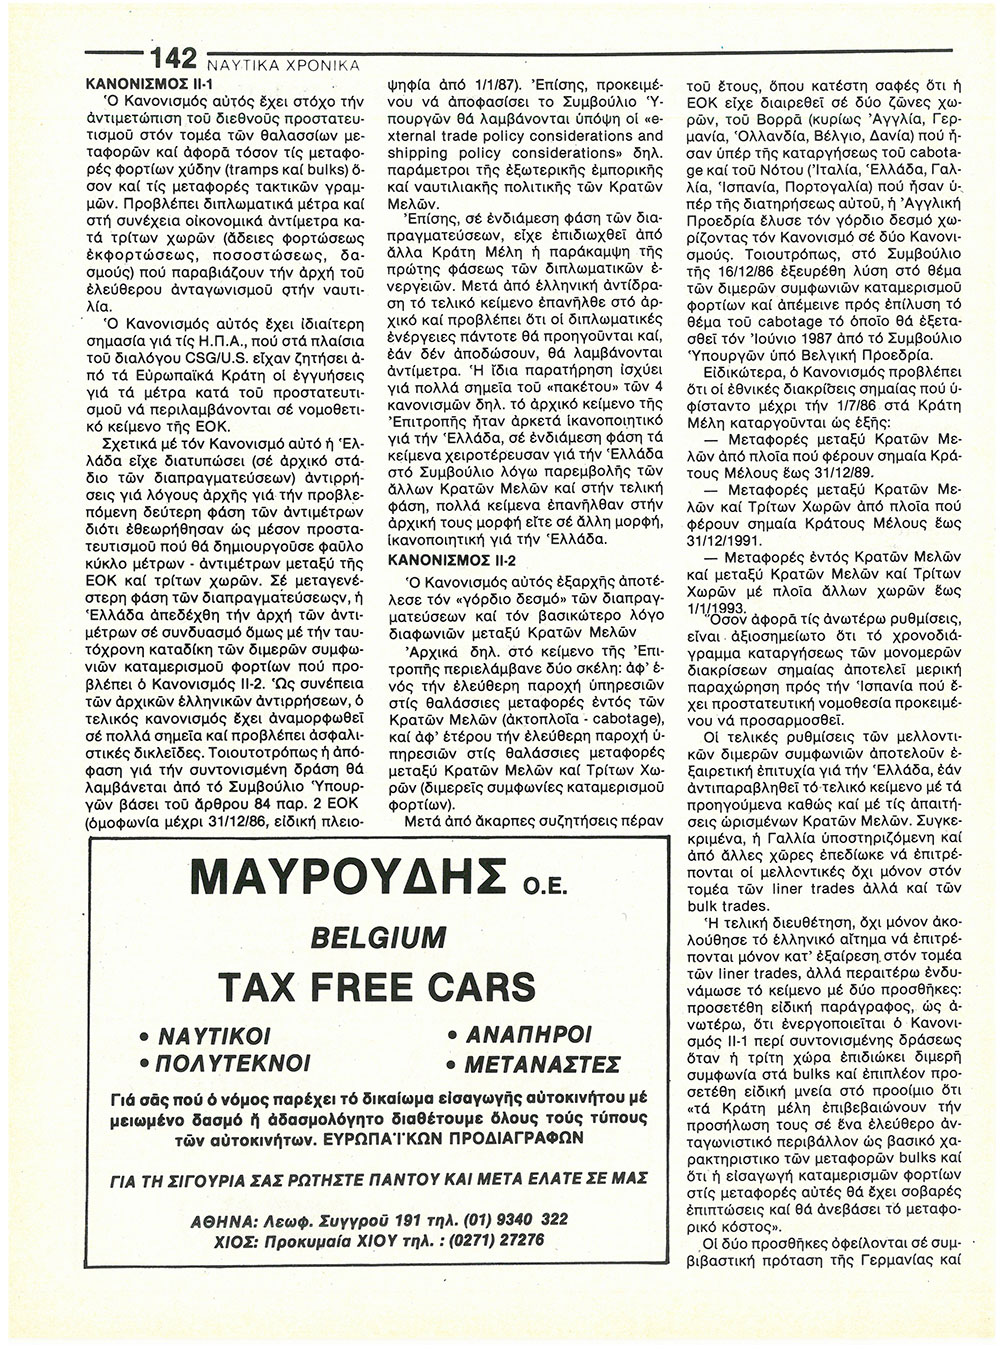 142 ΝΑΥΤΙΚΑ ΧΡΟΝΙΚΑ
ΚΑΝΟΝΙΣΜΟΣ ΙΙ-1
Ὁ Κανονισμός αὐτός ἔχει στόχο τήν
ἀντιμετώπιση τοῦ διεθνοῦς προστατευ-
τισμοῦ στόν τομέα τῶν θαλασσίων με-
ταφορῶν καί ἀφορᾶ τόσον τίς μεταφο-
ρές φορτίων χύδην (tramps καί bulks) ὅ-
σον καί τίς μεταφορές τακτικῶν γραμ-
μῶν. Προβλέπει διπλωματικά μέτρα καί
στή συνέχεια οἰκονομικά ἀντίμετρα κα-
τά τρίτων χωρῶν (ἄδειες φορτώσεως
ἐκφορτώσεως, ποσοστώσεως, δα-
σμούς) πού παραβιάζουν τήν ἀρχή τοῦ
ἐλεύθερου ἀνταγωνισμοῦ στήν ναυτι-
λία.
Ὁ Κανονισμός αὐτός ἔχει ἰδιαίτερη
σημασία γιά τίς Η.Π.Α., πού στά πλαίσια
τοῦ διαλόγου CSG/U.S. εἶχαν ζητήσει ἀ-
πό τά Εὐρωπαϊκά Κράτη οἱ ἐγγυήσεις
γιά τά μέτρα κατά τοῦ προστατευτι-
σμοῦ νά περιλαμβάνονται σέ νομοθετι-
κό κείμενο τῆς ΕΟΚ.
Σχετικά μέ τόν Κανονισμό αὐτό ἡ Ἑλ-
λάδα εἶχε διατυπώσει (σέ ἀρχικό στά-
διο τῶν διαπραγματεύσεων) ἀντιρρή-
σεις γιά λόγους ἀρχῆς γιά τήν προβλε-
πόμενη δεύτερη φάση τῶν ἀντιμέτρων
διότι ἐθεωρήθησαν ὡς μέσον προστα-
τευτισμοῦ πού θά δημιουργοῦσε φαῦλο
κύκλο μέτρων - ἀντιμέτρων μεταξύ τῆς
ΕΟΚ καί τρίτων χωρῶν. Σέ μεταγενέ-
στερη φάση τῶν διαπραγματεύσεωςν, ἡ
Ἑλλάδα ἀπεδέχθη τήν ἀρχή τῶν ἀντι-
μέτρων σέ συνδυασμό ὅμως μέ τήν ταυ-
τόχρονη καταδίκη τῶν διμερῶν συμφω-
νιῶν καταμερισμοῦ φορτίων πού προ-
βλέπει ὁ Κανονισμός ΙΙ-2. Ὡς συνέπεια
τῶν ἀρχικῶν ἑλληνικῶν ἀντιρρήσεων, ὁ
τελικός κανονισμός ἔχει ἀναμορφωθεῖ
σέ πολλά σημεῖα καί προβλέπει ἀσφαλι-
στικές δικλεῖδες. Τοιουτοτρόπως ἡ ἀπό-
φαση γιά τήν συντονισμένη δράση θά
λαμβάνεται ἀπό τό Συμβούλιο Ὑπουρ-
γῶν βάσει τοῦ ἄρθρου 84 παρ. 2 ΕΟΚ
(ὁμοφωνία μέχρι 31/12/86, εἰδική πλειο-
ψηφία ἀπό 1/1/87). Ἐπίσης, προκειμέ-
νου νά ἀποφασίσει το Συμβούλιο Ὑ-
πουργῶν θά λαμβάνονται ὑπόψη οἱ «e-
xternal trade policy considerations and
shipping policy considerations» δηλ.
παράμετροι τῆς ἐξωτερικῆς ἐμπορικῆς
καί ναυτιλιακῆς πολιτικῆς τῶν Κρατῶν
Μελῶν.
Ἐπίσης, σέ ἐνδιάμεση φάση τῶν δια-
πραγματεύσεων, εἶχε ἐπιδιωχθεῖ ἀπό
ἄλλα Κράτη Μέλη ἡ παράκαμψη τῆς
πρώτης φάσεως τῶν διπλωματικῶν ἐ-
νεργειῶν. Μετά ἀπό ἑλληνική ἀντίδρα-
ση τό τελικό κείμενο ἐπανῆλθε στό ἀρ-
χικό καί προβλέπει ὅτι οἱ διπλωματικές
ἐνέργειες πάντοτε θά προηγοῦνται καί,
ἐάν δέν ἀποδώσουν, θά λαμβάνονται
ἀντίμετρα. Ἡ ἴδια παρατήρηση ἰσχύει
γιά πολλά σημεῖα τοῦ «πακέτου» τῶν 4
κανονισμῶν δηλ. τό ἀρχικό κείμενο τῆς
Ἐπιτροπῆς ἦταν ἀρκετά ἱκανοποιητικό
γιά τήν Ἑλλάδα, σέ ἐνδιάμεση φάση τά
κείμενα χειροτέρευσαν γιά τήν Ἑλλάδα
στό Συμβούλιο λόγω παρεμβολῆς τῶν
ἄλλων Κρατῶν Μελῶν καί στήν τελική
φάση, πολλά κείμενα ἐπανῆλθαν στήν
ἀρχική τους μορφή εἴτε σέ ἄλλη μορφή,
ἱκανοποιητική γιά τήν Ἑλλάδα.
ΚΑΝΟΝΙΣΜΟΣ ΙΙ-2
Ὁ Κανονισμός αὐτός ἐξαρχῆς ἀποτέ-
λεσε τόν «γόρδιο δεσμό» τῶν διαπραγ-
ματεύσεων καί τόν βασικώτερο λόγο
διαφωνιῶν μεταξύ Κρατῶν Μελῶν
Ἀρχικά δηλ. στό κείμενο τῆς Ἐπι-
τροπῆς περιελάμβανε δύο σκέλη: ἀφ' ἑ-
νός τήν ἐλεύθερη παροχή ὑπηρεσιῶν
στίς θαλάσσιες μεταφορές ἐντός τῶν
Κρατῶν Μελῶν (ἀκτοπλοΐα - cabotage),
καί ἀφ' ἑτέρου τήν ἐλεύθερη παροχή ὑ-
πηρεσιῶν στίς θαλάσσιες μεταφορές
μεταξύ Κρατῶν Μελῶν καί Τρίτων Χω-
ρῶν (διμερεῖς συμφωνίες καταμερισμοῦ
φορτίων).
Μετά ἀπό ἄκαρπες συζητήσεις πέραν
τοῦ ἔτους, ὅπου κατέστη σαφές ὅτι ἡ
ΕΟΚ εἶχε διαιρεθεῖ σέ δύο ζῶνες χω-
ρῶν, τοῦ Βορρᾶ (κυρίως Ἀγγλία, Γερ-
μανία, Ὁλλανδία, Βέλγιο, Δανία) πού ἦ-
σαν ὑπέρ τῆς καταργήσεως τοῦ cabota-
ge καί τοῦ Νότου (Ἰταλία, Ἑλλάδα, Γαλ-
λία, Ἱσπανία, Πορτογαλία) πού ἦσαν ὑ-
πέρ τῆς διατηρήσεως αὐτοῦ, ἡ Ἀγγλική
Προεδρία ἔλυσε τόν γόρδιο δεσμό χω-
ρίζοντας τόν Κανονισμό σέ δύο Κανονι-
σμούς. Τοιουτρόπως, στό Συμβούλιο
τῆς 16/12/86 ἐξευρέθη λύση στό θέμα
τῶν διμερῶν συμφωνιῶν καταμερισμοῦ
φορτίων καί ἀπέμεινε πρός ἐπίλυση τό
θέμα τοῦ cabotage τό ὁποῖο θά ἐξετα-
σθεῖ τόν Ἰούνιο 1987 ἀπό τό Συμβούλιο
Ὑπουργῶν ὑπό Βελγική Προεδρία.
Εἰδικώτερα, ὁ Κανονισμός προβλέπει
ὅτι οἱ ἐθνικές διακρίσεις σημαίας πού ὑ-
φίσταντο μέχρι τήν 1/7/86 στά Κράτη
Μέλη καταργοῦνται ὡς ἑξῆς:
— Μεταφορές μεταξύ Κρατῶν Με-
λῶν ἀπό πλοῖα πού φέρουν σημαία Κρά-
τους Μέλους ἕως 31/12/89.
— Μεταφορές μεταξύ Κρατῶν Με-
λῶν καί Τρίτων Χωρῶν ἀπό πλοῖα πού
φέρουν σημαία Κράτους Μέλους ἕως
31/12/1991.
— Μεταφορές ἐντός Κρατῶν Μελῶν
καί μεταξύ Κρατῶν Μελῶν καί Τρίτων
Χωρῶν μέ πλοῖα ἄλλων χωρῶν ἕως
1/1/1993.
Ὅσον ἀφορᾶ τίς ἀνωτέρω ρυθμίσεις,
εἶναι ἀξιοσημείωτο ὅτι τό χρονοδιά-
γραμμα καταργήσεως τῶν μονομερῶν
διακρίσεων σημαίας ἀποτελεῖ μερική
παραχώρηση πρός τήν Ἱσπανία πού ἔ-
χει προστατευτική νομοθεσία προκειμέ-
νου νά προσαρμοσθεῖ.
Οἱ τελικές ρυθμίσεις τῶν μελλοντι-
κῶν διμερῶν συμφωνιῶν ἀποτελοῦν ἐ-
ξαιρετική ἐπιτυχία γιά τήν Ἑλλάδα, ἐάν
ἀντιπαραβληθεῖ τό τελικό κείμενο μέ τά
προηγούμενα καθώς καί μέ τίς ἀπαιτή-
σεις ὡρισμένων Κρατῶν Μελῶν. Συγκε-
κριμένα, ἡ Γαλλία ὑποστηριζόμενη καί
ἀπό ἄλλες χῶρες ἐπεδίωκε νά ἐπιτρέ-
πονται οἱ μελλοντικές ὄχι μόνον στόν
τομέα τῶν liner trades ἀλλά καί τῶν
bulk trades.
Ἡ τελική διευθέτηση, ὄχι μόνον ἀκο-
λούθησε τό ἑλληνικό αἴτημα νά ἐπιτρέ-
πονται μόνον κατ' ἐξαίρεση στόν τομέα
τῶν liner trades, ἀλλά περαιτέρω ἐνδυ-
νάμωσε τό κείμενο μέ δύο προσθῆκες:
προσετέθη εἰδική παράγραφος, ὡς ἀ-
νωτέρω, ὅτι ἐνεργοποιεῖται ὁ Κανονι-
σμός ΙΙ-1 περί συντονισμένης δράσεως
ὅταν ἡ τρίτη χώρα ἐπιδιώκει διμερῆ
συμφωνία στά bulks καί ἐπιπλέον προ-
σετέθη εἰδική μνεία στό προοίμιο ὅτι
«τά Κράτη μέλη ἐπιβεβαιώνουν τήν
προσήλωση τους σέ ἕνα ἐλεύθερο ἀν-
ταγωνιστικό περιβάλλον ὡς βασικό χα-
ρακτηριστικο τῶν μεταφορῶν bulks καί
ὅτι ἡ εἰσαγωγή καταμερισμῶν φορτίων
στίς μεταφορές αὐτές θά ἔχει σοβαρές
ἐπιπτώσεις καί θά ἀνεβάσει τό μεταφο-
ρικό κόστος».
Οἱ δύο προσθῆκες ὀφείλονται σέ συμ-
βιβαστική πρόταση τῆς Γερμανίας καί
ΜΑΥΡΟΥΔΗΣ Ο.Ε.
BELGIUM
TAX FREE CARS
• ΝΑΥΤΙΚΟΙ • ΑΝΑΠΗΡΟΙ
• ΠΟΛΥΤΕΚΝΟΙ • ΜΕΤΑΝΑΣΤΕΣ
Γιά σᾶς πού ὁ νόμος παρέχει τό δικαίωμα εἰσαγωγῆς αὐτοκινήτου μέ
μειωμένο δασμό ἤ ἀδασμολόγητο διαθέτουμε ὅλους τούς τύπους
τῶν αὐτοκινήτων. ΕΥΡΩΠΑΪΚΩΝ ΠΡΟΔΙΑΓΡΑΦΩΝ
ΓΙΑ ΤΗ ΣΙΓΟΥΡΙΑ ΣΑΣ ΡΩΤΗΣΤΕ ΠΑΝΤΟΥ ΚΑΙ ΜΕΤΑ ΕΛΑΤΕ ΣΕ ΜΑΣ
ΑΘΗΝΑ: Λεωφ. Συγγροῦ 191 τηλ. (01) 9340 322
ΧΙΟΣ: Προκυμαία ΧΙΟΥ τηλ. : (0271) 27276